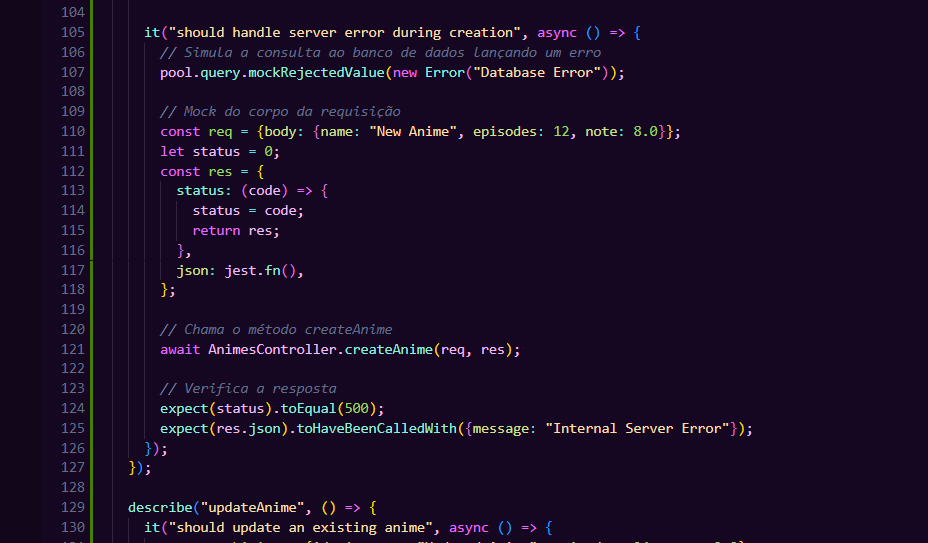 104
105 it("should handle server error during creation", async () => {
106 // Simula a consulta ao banco de dados lançando um erro
107 pool.query.mockRejectedValue(new Error("Database Error"));
108
109 // Mock do corpo da requisição
110 const req = {body: {name: "New Anime", episodes: 12, note: 8.0}};
111 let status = 0;
112 const res = {
113 status: (code) => {
114 status = code;
115 return res;
116 },
117 json: jest.fn(),
118 };
119
120 // Chama o método createAnime
121 await AnimesController.createAnime(req, res);
122
123 // Verifica a resposta
124 expect(status).toEqual(500);
125 expect(res.json).toHaveBeenCalledWith({message: "Internal Server Error"});
126 });
127 });
128
129 describe("updateAnime", () => {
130 it("should update an existing anime", async () => {